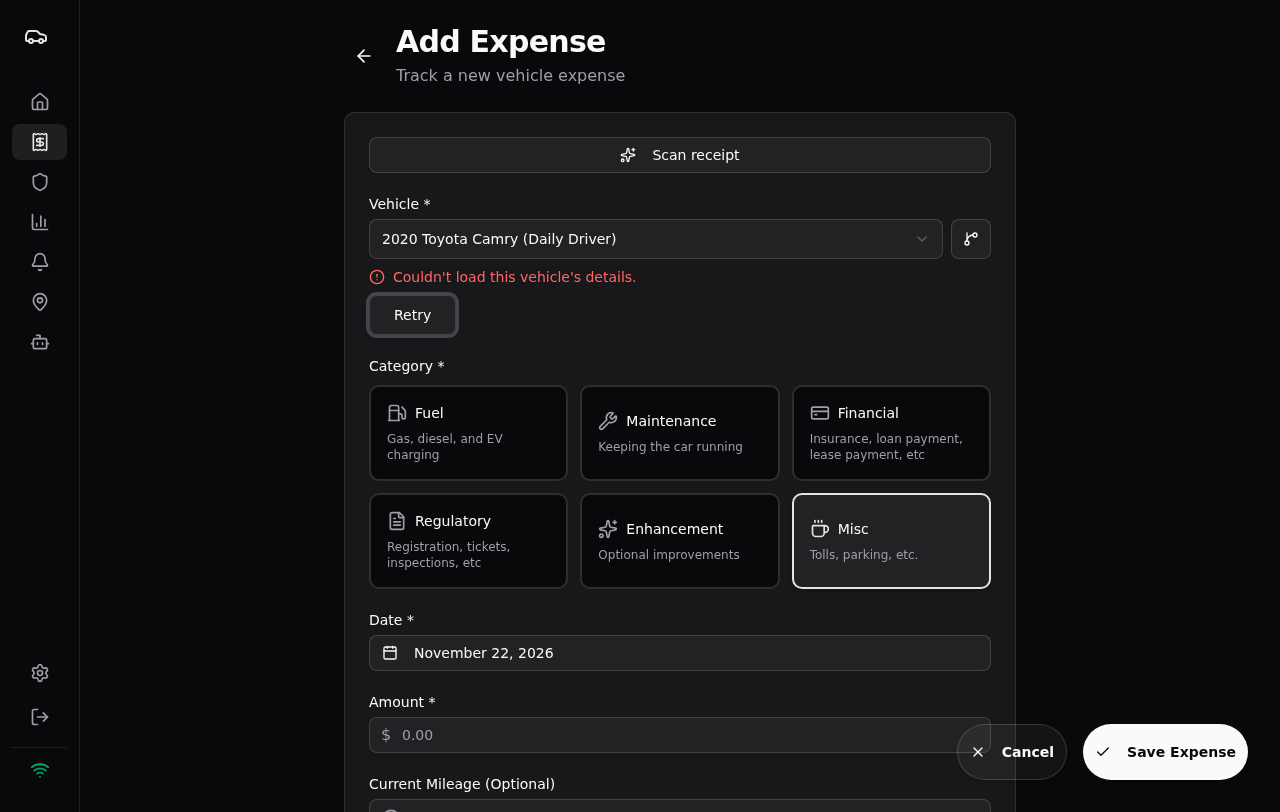 Add Expense
Track a new vehicle expense
Scan receipt
Vehicle *
2020 Toyota Camry (Daily Driver)
Couldn't load this vehicle's details.
Retry
Category *
Fuel
Gas, diesel, and EV
charging
Maintenance
Keeping the car running
Financial
Insurance, loan payment,
lease payment, etc
Regulatory
Registration, tickets,
inspections, etc
Enhancement
Optional improvements
Misc
Tolls, parking, etc.
Date *
November 22, 2026
Amount *
$ 0.00
Cancel
Save Expense
Current Mileage (Optional)